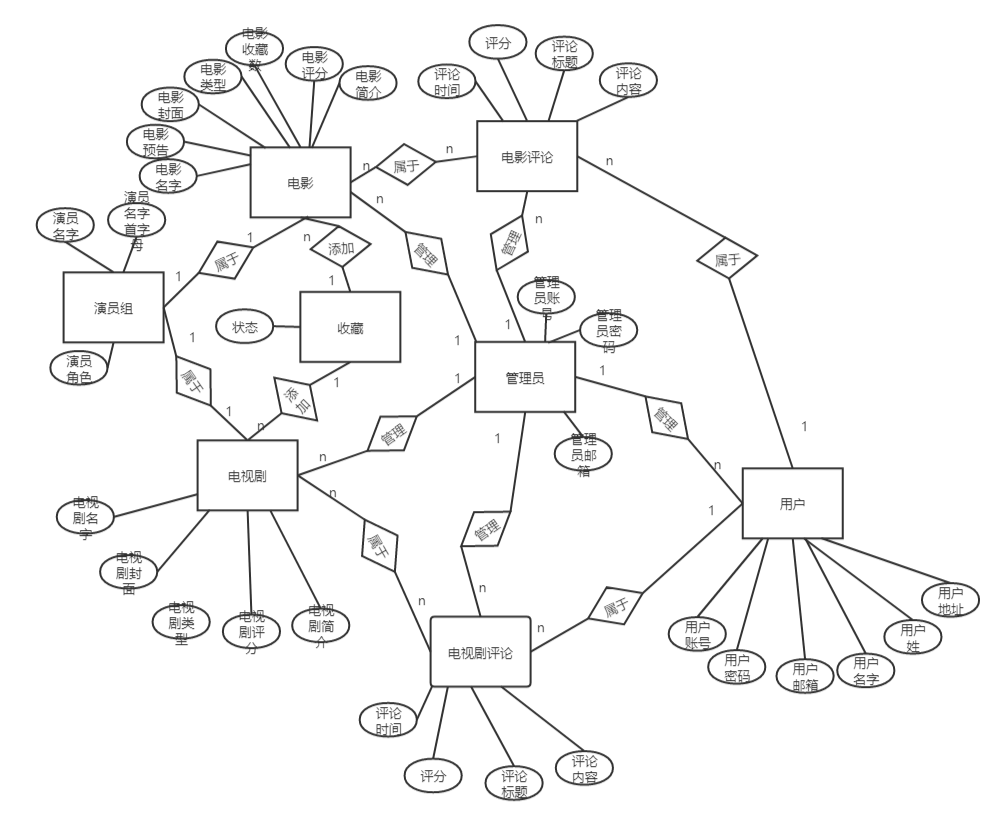 电影
收藏
数
电影
评分
电影
类型
电影
简介
电影
封面
电影
预告
电影
名字
评分
评论
标题
评论
时间
评论
内容
电影
n
属于
n
电影评论
n
n
n
演员
名字
首字
母
演员
名字
1
属于
n
添加
管理
管理
属于
1
1
管理
员账
号
演员组
状态
收藏
1
管理
员密
码
1
1
演员
角色
属于
1
添
加
1
管理员
1
1
n
管理
管理
1
1
电视剧
n
n
管理
员邮
箱
n
用户
电视
剧名
字
1
管理
属于
电视
剧封
面
n
n
属于
电视
剧类
型
电视
剧评
分
电视
剧简
介
n
电视剧评论
用户
地址
用户
账号
用户
姓
用户
密码
用户
邮箱
用户
名字
评论
时间
评分
评论
标题
评论
内容